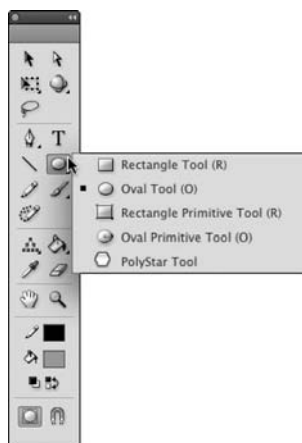 T
Rectangle Tool (R)
Oval Tool (O)
Rectangle Primitive Tool (R)
Oval Primitive Tool (O)
PolyStar Tool